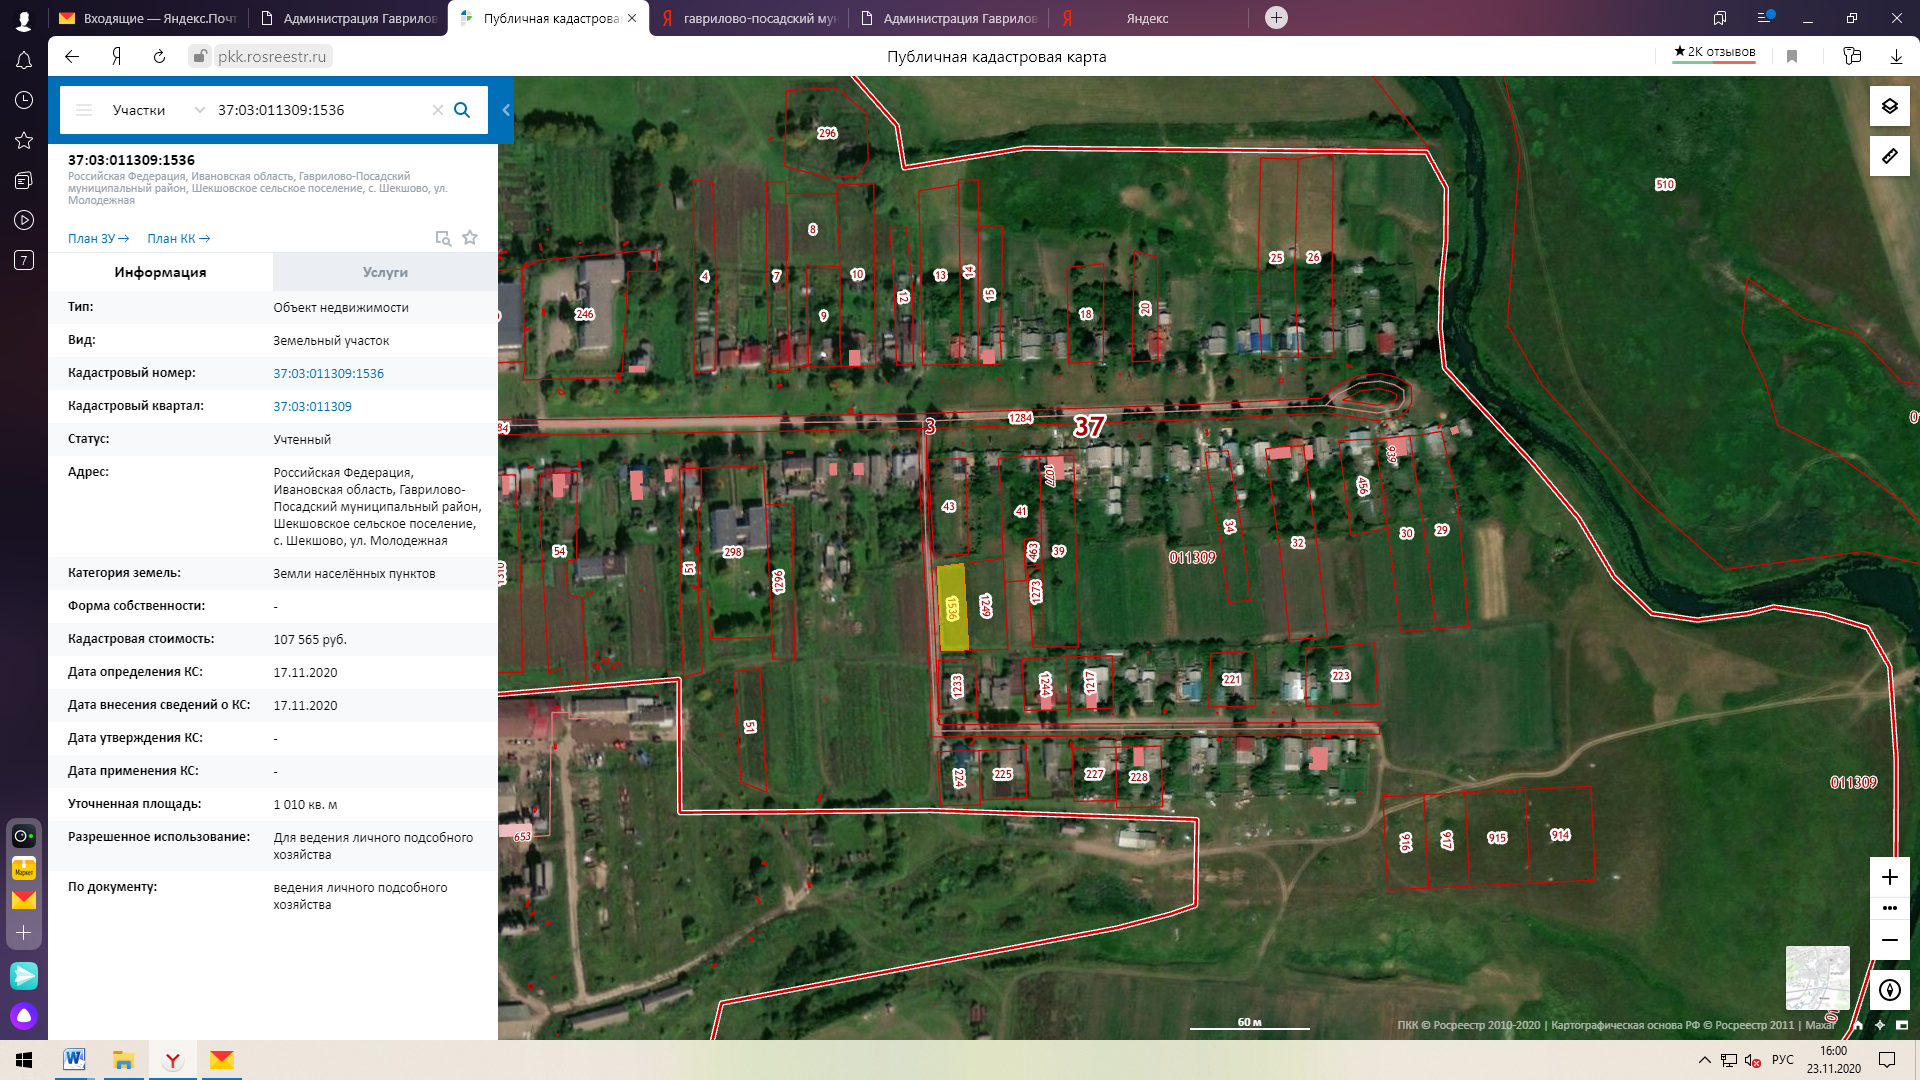 Входящие — Яндекс.Почт
Администрация Гаврилов
Публичная кадастрова
гаврилово-посадский му
Администрация Гаврилов
Яндекс
pkk.rosreestr.ru
Публичная кадастровая карта
2К отзывов
Участки
37:03:011309:1536
37:03:011309:1536
Российская Федерация, Ивановская область, Гаврилово-Посадский
муниципальный район, Шекшовское сельское поселение, с. Шекшово, ул.
Молодежная
План ЗУ → План КК →
Информация
Услуги
Тип: Объект недвижимости
Вид: Земельный участок
Кадастровый номер: 37:03:011309:1536
Кадастровый квартал: 37:03:011309
Статус: Учтенный
Адрес: Российская Федерация,
Ивановская область, Гаврилово-
Посадский муниципальный район,
Шекшовское сельское поселение,
с. Шекшово, ул. Молодежная
Категория земель: Земли населённых пунктов
Форма собственности: -
Кадастровая стоимость: 107 565 руб.
Дата определения КС: 17.11.2020
Дата внесения сведений о КС: 17.11.2020
Дата утверждения КС: -
Дата применения КС: -
Уточненная площадь: 1 010 кв. м
Разрешенное использование: Для ведения личного подсобного
хозяйства
По документу: ведения личного подсобного
хозяйства
7
Маркет
296
510
8
4
7
10
9
12
13
14
15
18
20
25
26
246
84
3
1284
37
43
41
1077
463
39
1273
34
32
456
939
30
29
011309
1310
54
51
298
1296
1536
1249
1233
1244
1217
221
223
51
224
225
227
228
653
916
917
915
914
011309
60 м
ПКК © Росреестр 2010-2020 | Картографическая основа РФ © Росреестр 2011 | Maxar
РУС
16:00
23.11.2020